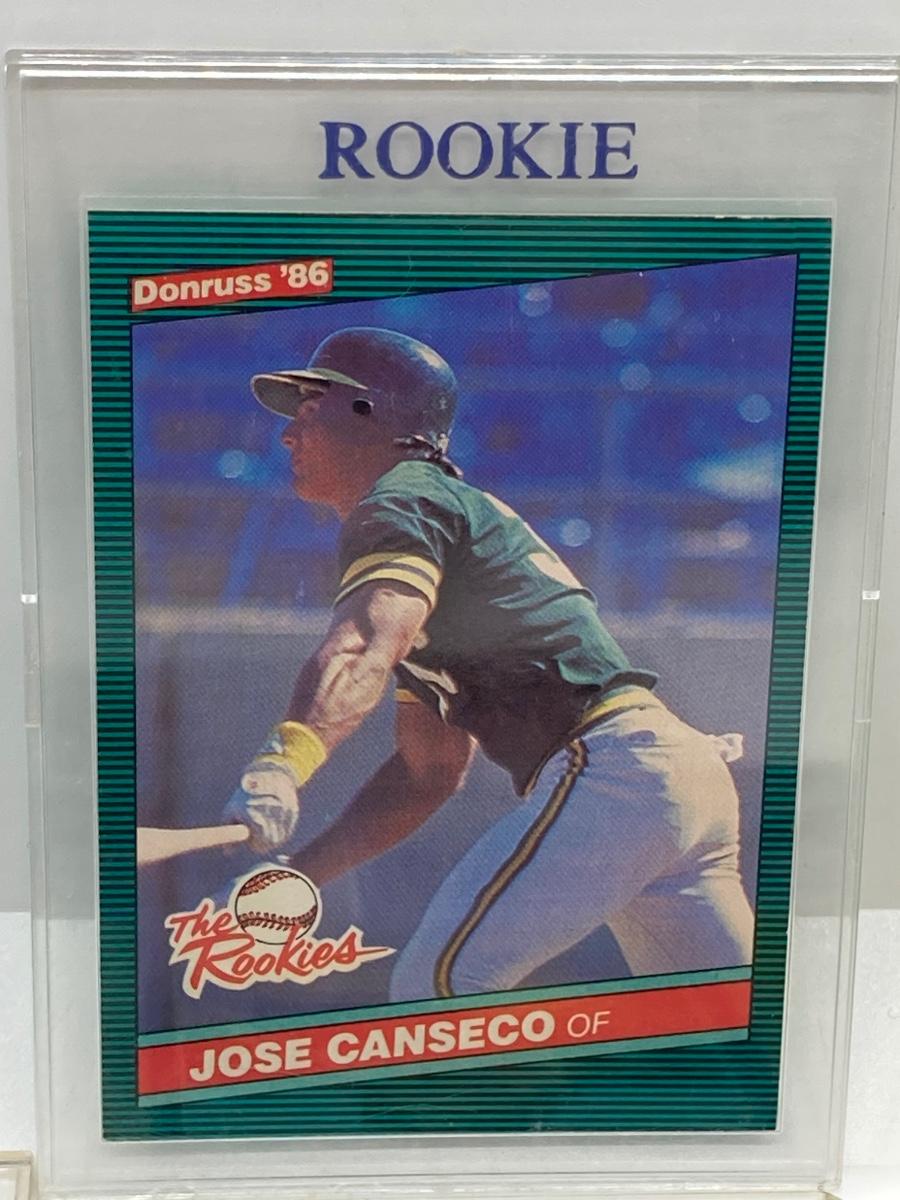 ROOKIE
Donruss '86
The
Rookies
JOSE CANSECO OF